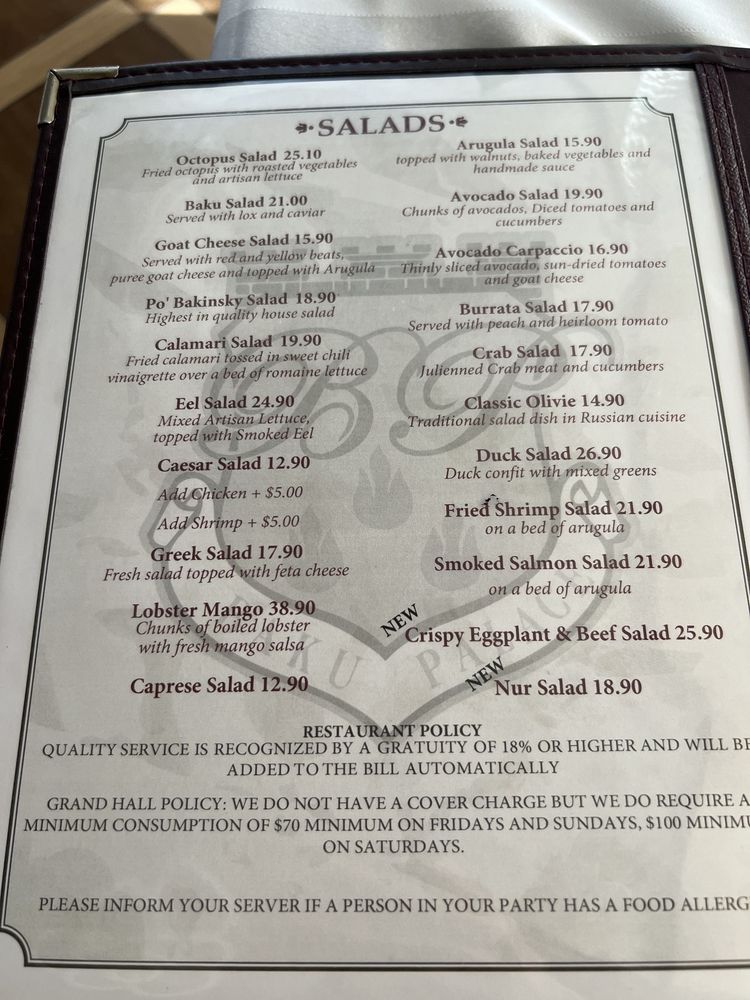 SALADS
Octopus Salad 25.10
Fried octopus with roasted vegetables
and artisan lettuce
Baku Salad 21.00
Served with lox and caviar
Goat Cheese Salad 15.90
Served with red and yellow beats,
puree goat cheese and topped with Arugula
Po' Bakinsky Salad 18.90
Highest in quality house salad
Calamari Salad 19.90
Fried calamari tossed in sweet chili
vinaigrette over a bed of romaine lettuce
Eel Salad 24.90
Mixed Artisan Lettuce,
topped with Smoked Eel
Caesar Salad 12.90
Add Chicken + $5.00
Add Shrimp + $5.00
Greek Salad 17.90
Fresh salad topped with feta cheese
Lobster Mango 38.90
Chunks of boiled lobster
with fresh mango salsa
Caprese Salad 12.90
Arugula Salad 15.90
topped with walnuts, baked vegetables and
handmade sauce
Avocado Salad 19.90
Chunks of avocados, Diced tomatoes and
cucumbers
Avocado Carpaccio 16.90
Thinly sliced avocado, sun-dried tomatoes
and goat cheese
Burrata Salad 17.90
Served with peach and heirloom tomato
Crab Salad 17.90
Julienned Crab meat and cucumbers
Classic Olivie 14.90
Traditional salad dish in Russian cuisine
Duck Salad 26.90
Duck confit with mixed greens
Fried Shrimp Salad 21.90
on a bed of arugula
Smoked Salmon Salad 21.90
on a bed of arugula
NEW
Crispy Eggplant & Beef Salad 25.90
NEW
Nur Salad 18.90
BP
BAKU PALACE
RESTAURANT POLICY
QUALITY SERVICE IS RECOGNIZED BY A GRATUITY OF 18% OR HIGHER AND WILL BE
ADDED TO THE BILL AUTOMATICALLY
GRAND HALL POLICY: WE DO NOT HAVE A COVER CHARGE BUT WE DO REQUIRE A
MINIMUM CONSUMPTION OF $70 MINIMUM ON FRIDAYS AND SUNDAYS, $100 MINIMU
ON SATURDAYS.
PLEASE INFORM YOUR SERVER IF A PERSON IN YOUR PARTY HAS A FOOD ALLERG